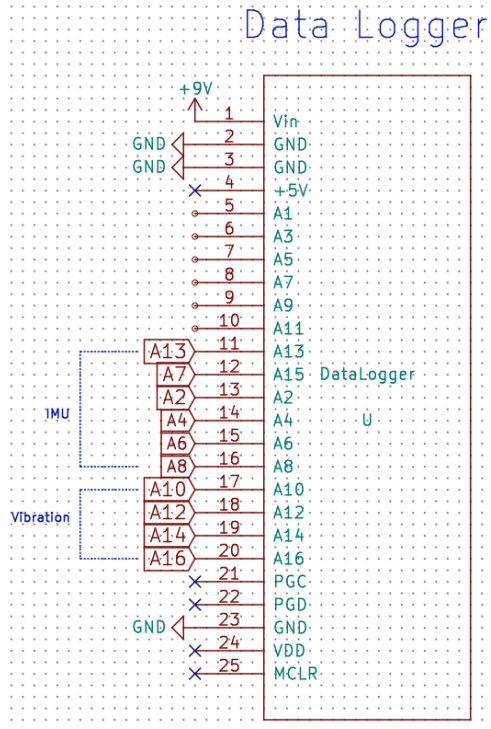 Data Logger
+9V
1 Vin
GND 2 GND
GND 3 GND
4 +5V
5 A1
6 A3
7 A5
8 A7
9 A9
10 A11
A13 11 A13
A7 12 A15 DataLogger
A2 13 A2
IMU A4 14 A4 U
A6 15 A6
A8 16 A8
A10 17 A10
Vibration A12 18 A12
A14 19 A14
A16 20 A16
21 PGC
22 PGD
GND 23 GND
24 VDD
25 MCLR